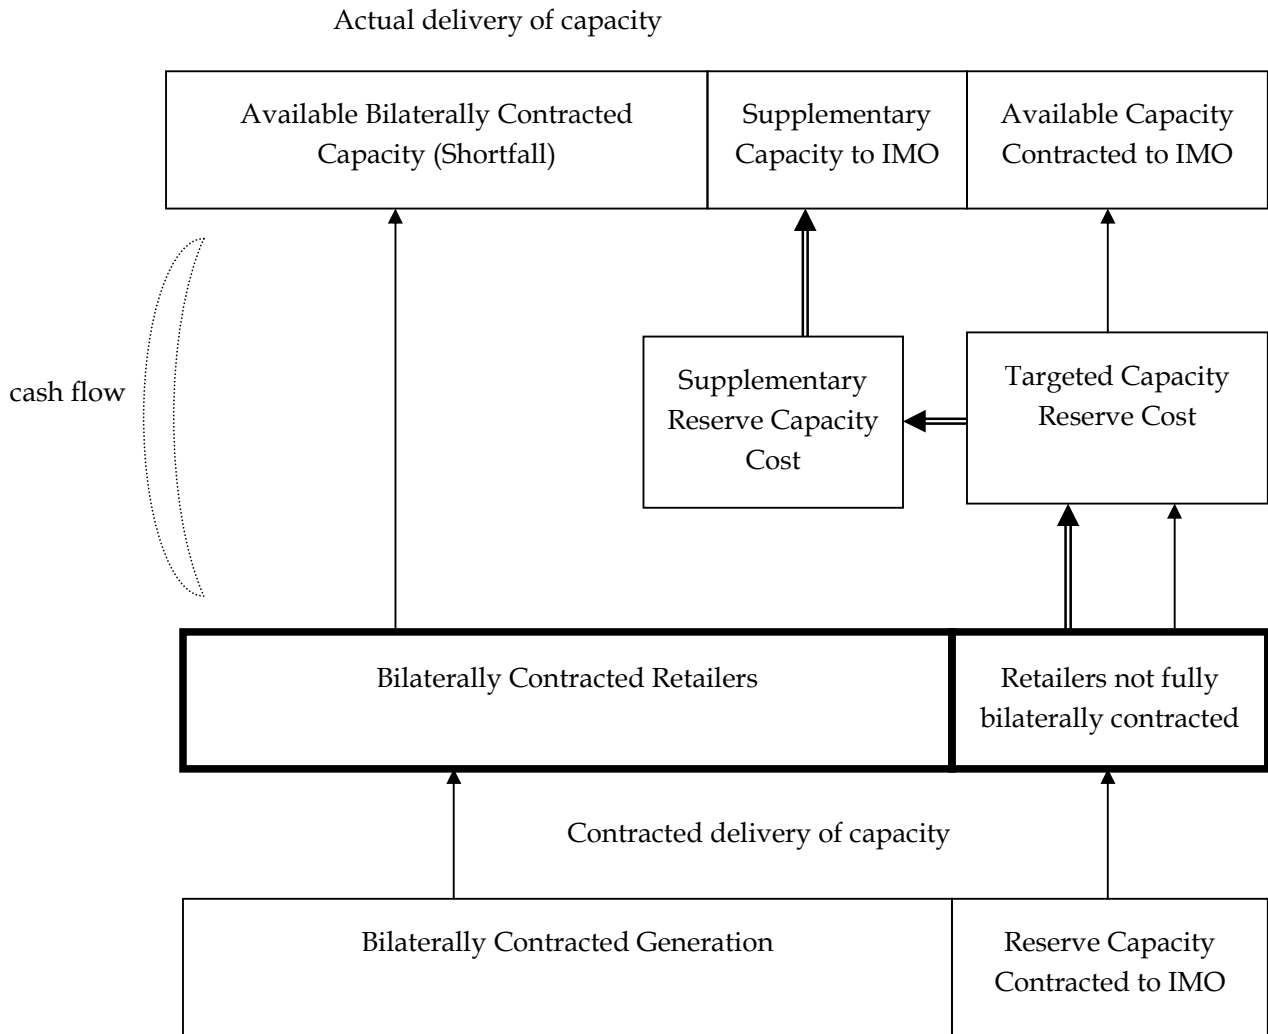 Actual delivery of capacity
Available Bilaterally Contracted
Capacity (Shortfall)
Supplementary
Capacity to IMO
Available Capacity
Contracted to IMO
cash flow
Supplementary
Reserve Capacity
Cost
Targeted Capacity
Reserve Cost
Bilaterally Contracted Retailers
Retailers not fully
bilaterally contracted
Contracted delivery of capacity
Bilaterally Contracted Generation
Reserve Capacity
Contracted to IMO